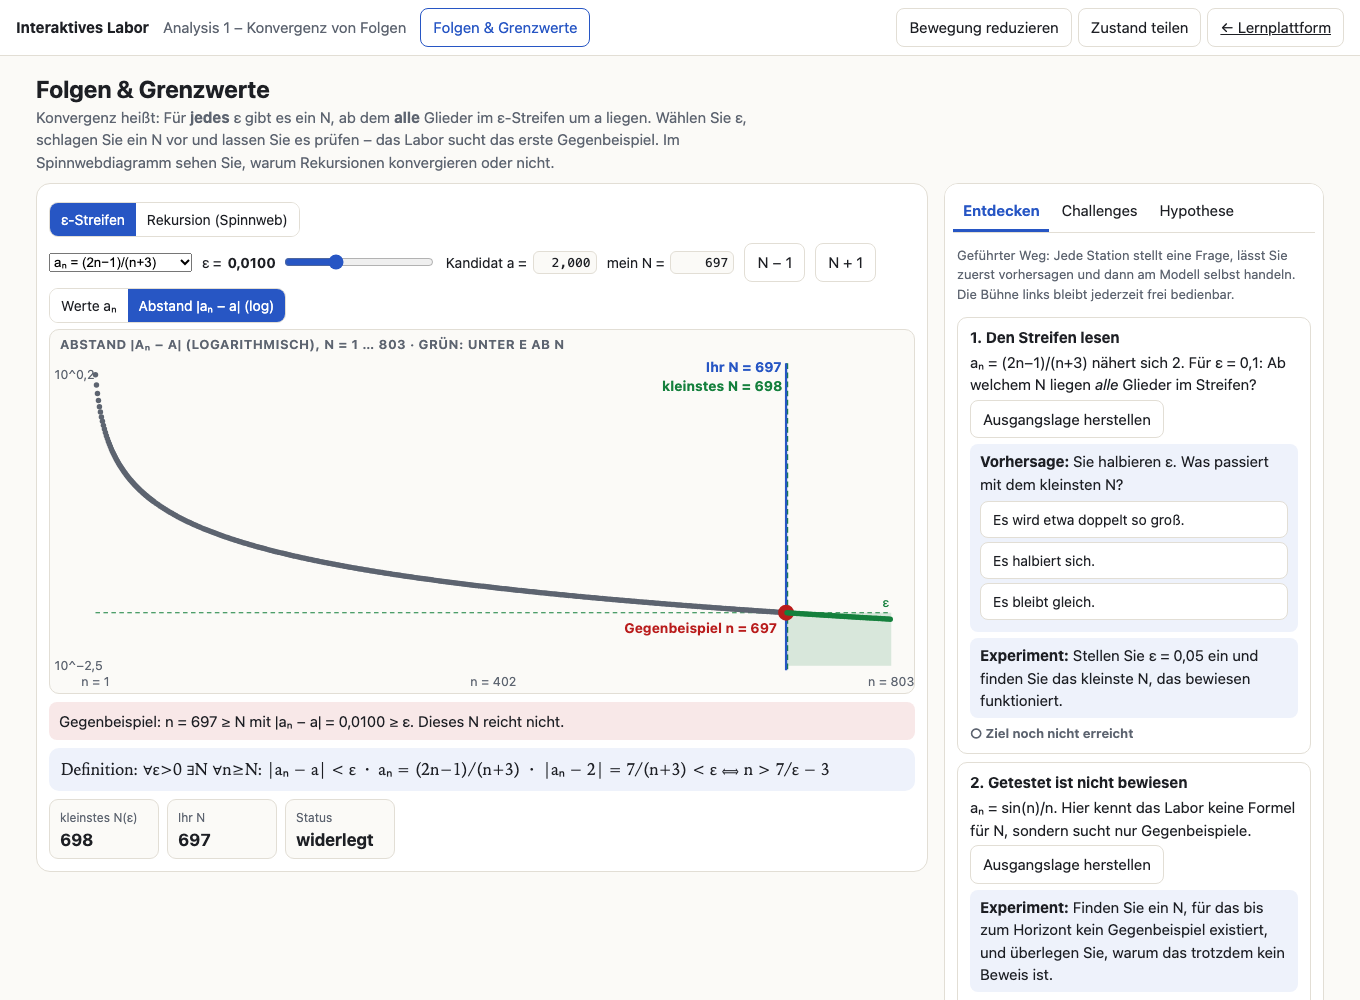 Interaktives Labor
Analysis 1 – Konvergenz von Folgen
Folgen & Grenzwerte
Bewegung reduzieren
Zustand teilen
← Lernplattform
Folgen & Grenzwerte
Konvergenz heißt: Für jedes ε gibt es ein N, ab dem alle Glieder im ε-Streifen um a liegen. Wählen Sie ε,
schlagen Sie ein N vor und lassen Sie es prüfen – das Labor sucht das erste Gegenbeispiel. Im
Spinnwebdiagramm sehen Sie, warum Rekursionen konvergieren oder nicht.
ε-Streifen
Rekursion (Spinnweb)
aₙ = (2n−1)/(n+3)
ε = 0,0100
Kandidat a = 2,000
mein N = 697
N − 1
N + 1
Werte aₙ
Abstand |aₙ − a| (log)
ABSTAND |Aₙ − A| (LOGARITHMISCH), N = 1 … 803 · GRÜN: UNTER Ε AB N
Ihr N = 697
kleinstes N = 698
10^0,2
ε
Gegenbeispiel n = 697
10^−2,5
n = 1
n = 402
n = 803
Gegenbeispiel: n = 697 ≥ N mit |aₙ − a| = 0,0100 ≥ ε. Dieses N reicht nicht.
Definition: ∀ε>0 ∃N ∀n≥N: |aₙ − a| < ε · aₙ = (2n−1)/(n+3) · |aₙ − 2| = 7/(n+3) < ε ⟺ n > 7/ε − 3
kleinstes N(ε)
698
Ihr N
697
Status
widerlegt
Entdecken
Challenges
Hypothese
Geführter Weg: Jede Station stellt eine Frage, lässt Sie
zuerst vorhersagen und dann am Modell selbst handeln.
Die Bühne links bleibt jederzeit frei bedienbar.
1. Den Streifen lesen
aₙ = (2n−1)/(n+3) nähert sich 2. Für ε = 0,1: Ab
welchem N liegen alle Glieder im Streifen?
Ausgangslage herstellen
Vorhersage: Sie halbieren ε. Was passiert
mit dem kleinsten N?
Es wird etwa doppelt so groß.
Es halbiert sich.
Es bleibt gleich.
Experiment: Stellen Sie ε = 0,05 ein und
finden Sie das kleinste N, das bewiesen
funktioniert.
○ Ziel noch nicht erreicht
2. Getestet ist nicht bewiesen
aₙ = sin(n)/n. Hier kennt das Labor keine Formel
für N, sondern sucht nur Gegenbeispiele.
Ausgangslage herstellen
Experiment: Finden Sie ein N, für das bis
zum Horizont kein Gegenbeispiel existiert,
und überlegen Sie, warum das trotzdem kein
Beweis ist.